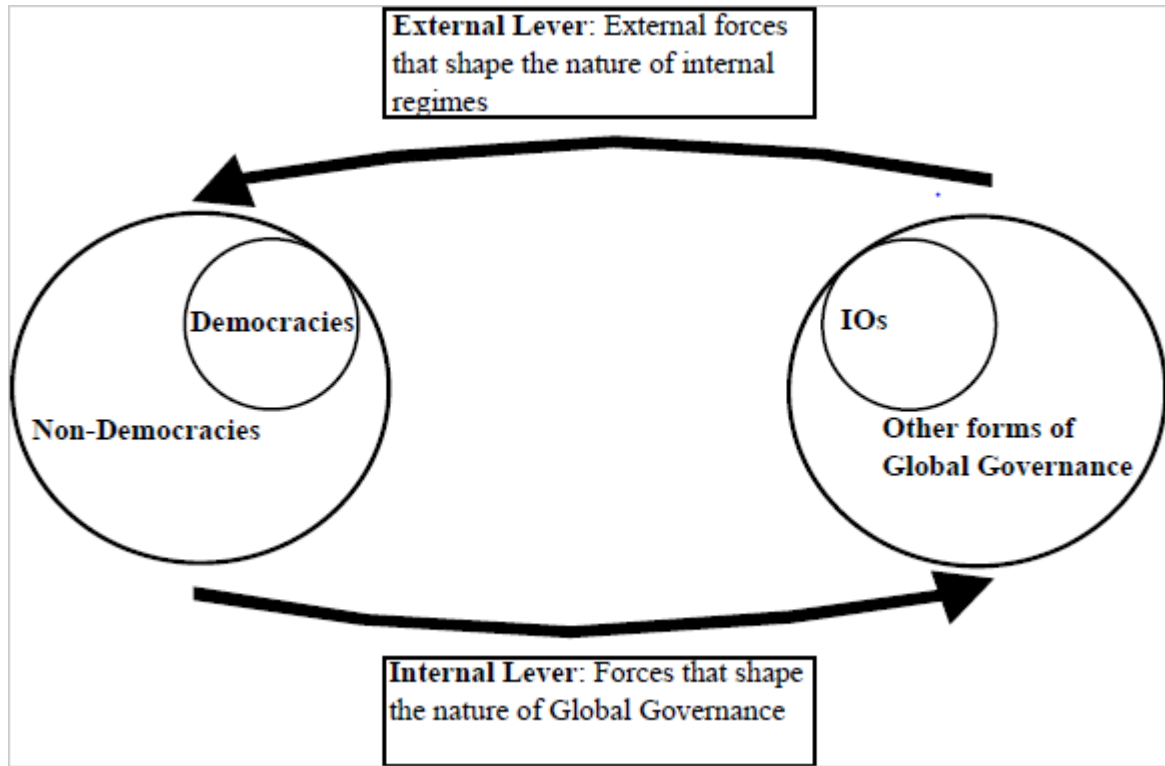 External Lever: External forces
that shape the nature of internal
regimes
Democracies
Non-Democracies
IOs
Other forms of
Global Governance
Internal Lever: Forces that shape
the nature of Global Governance